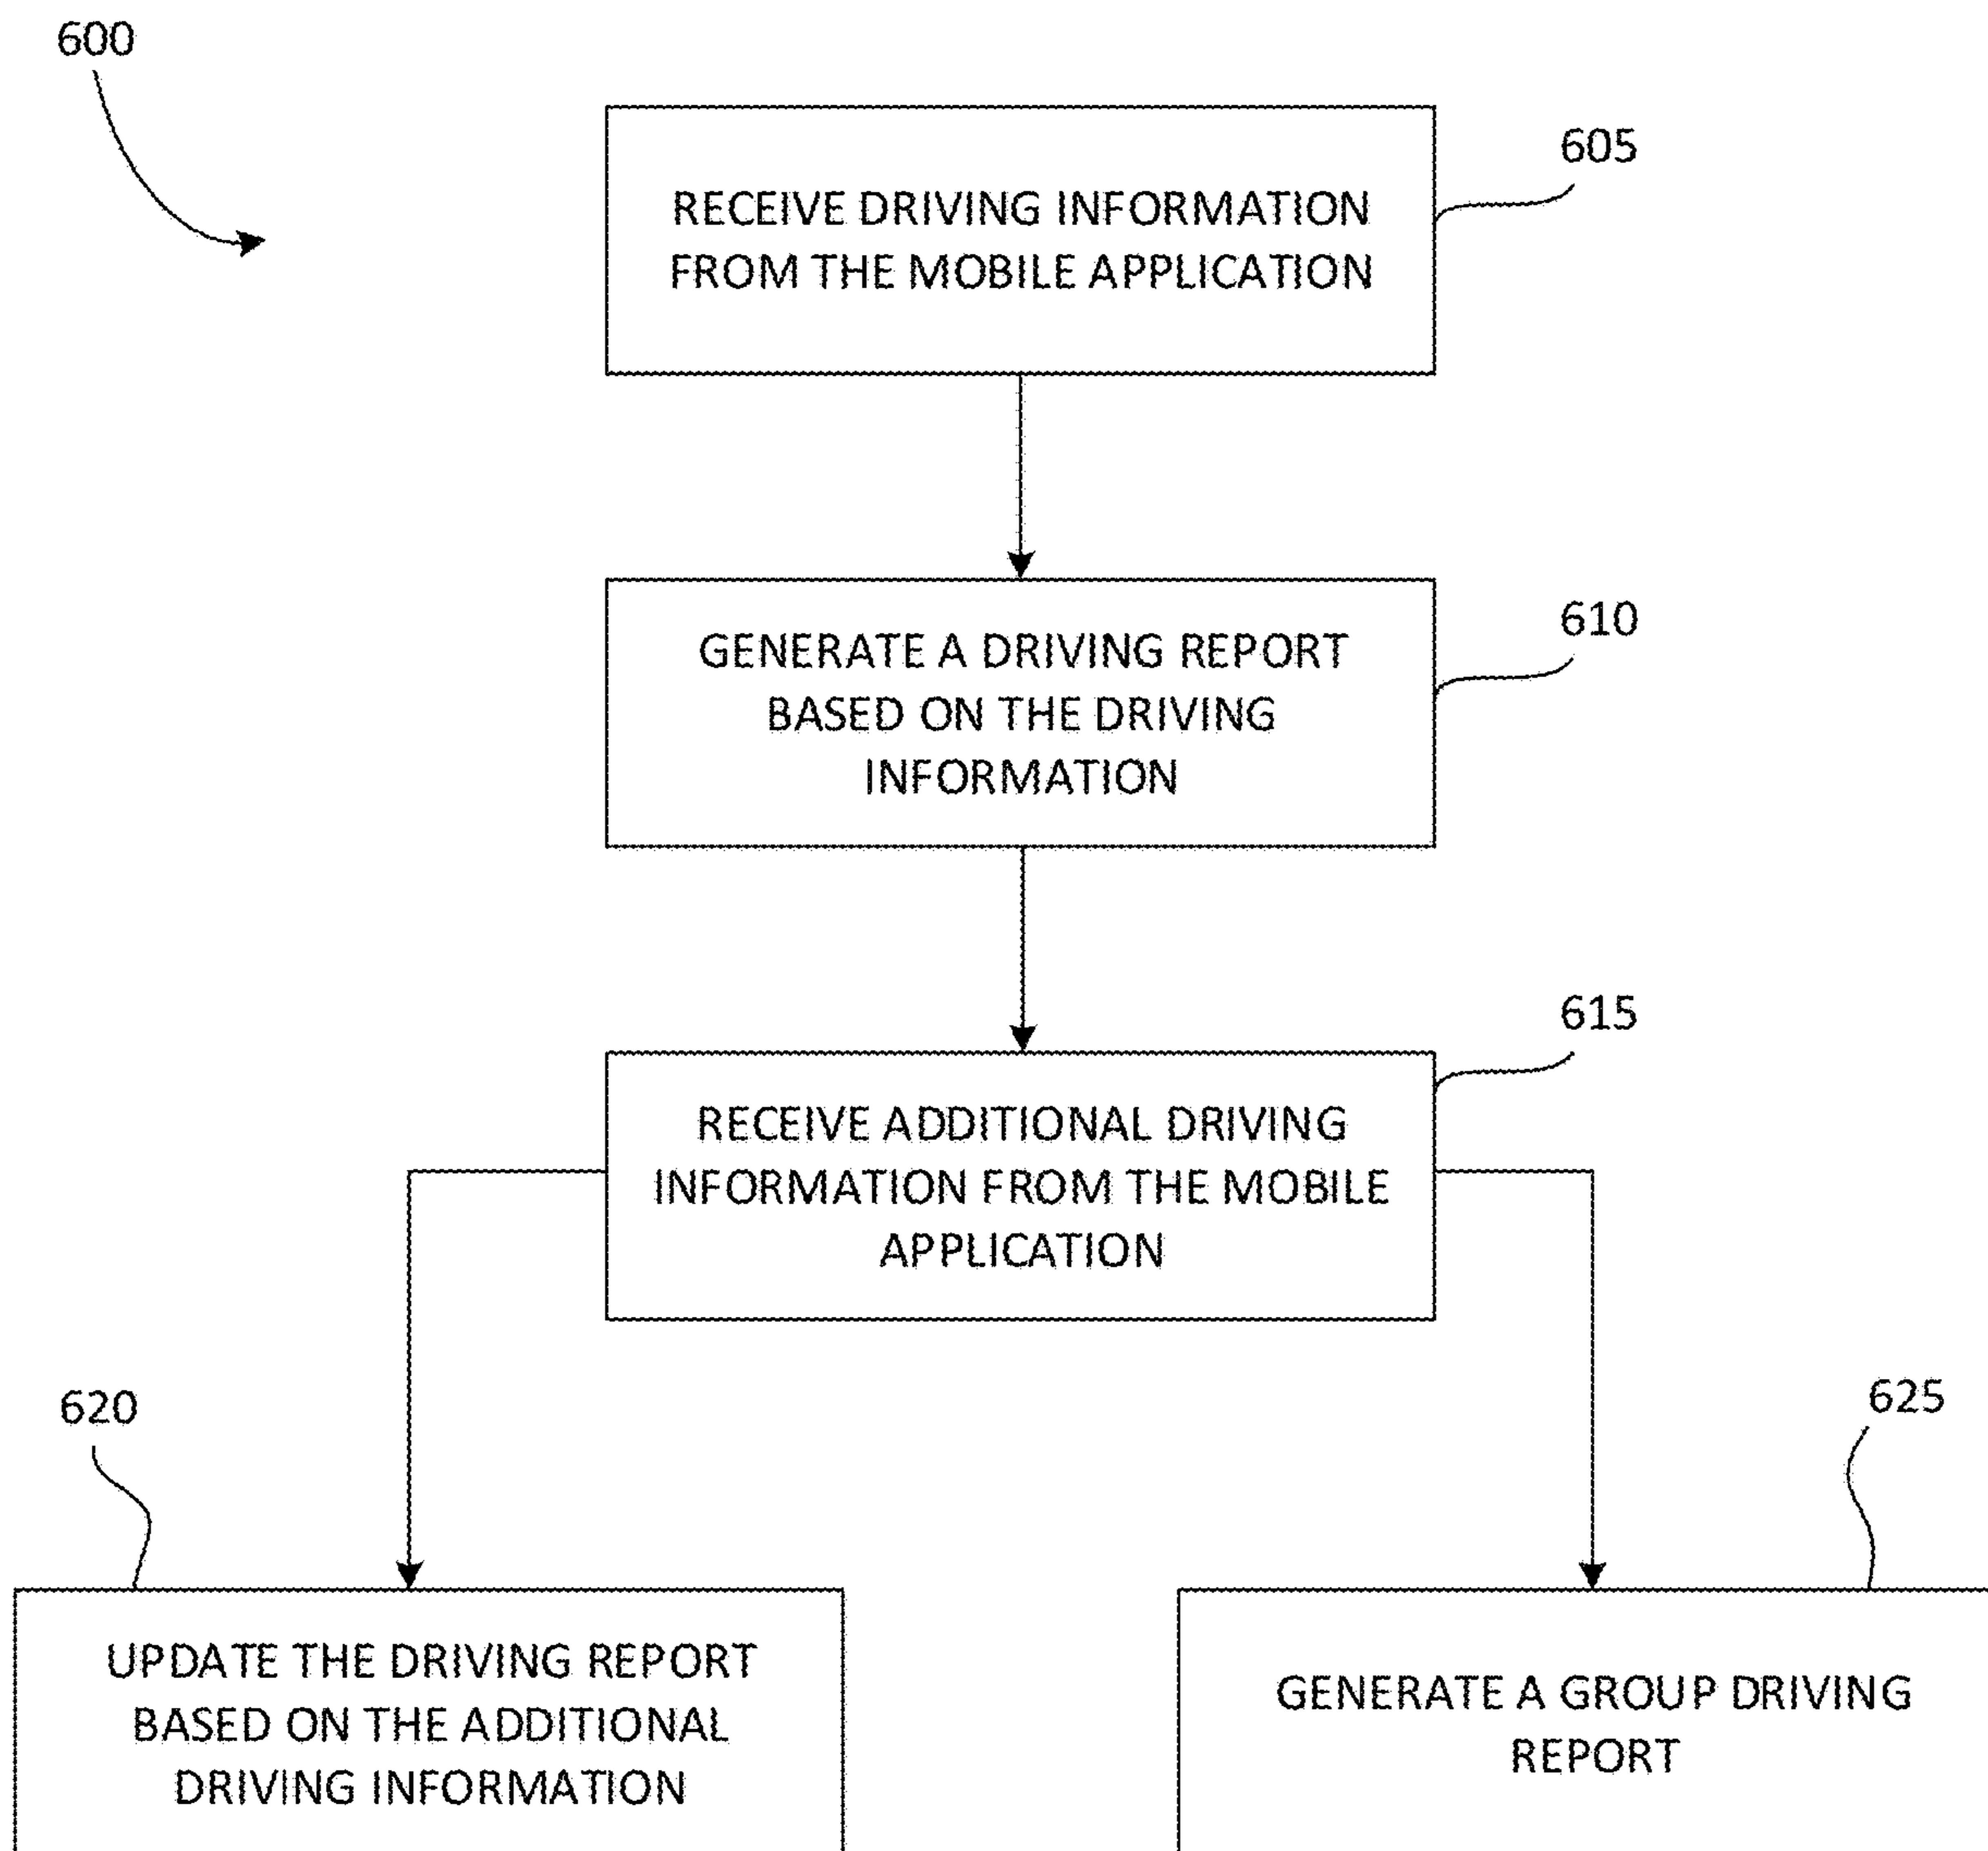 600
605
RECEIVE DRIVING INFORMATION
FROM THE MOBILE APPLICATION
610
GENERATE A DRIVING REPORT
BASED ON THE DRIVING
INFORMATION
615
RECEIVE ADDITIONAL DRIVING
INFORMATION FROM THE MOBILE
APPLICATION
620
625
UPDATE THE DRIVING REPORT
BASED ON THE ADDITIONAL
DRIVING INFORMATION
GENERATE A GROUP DRIVING
REPORT